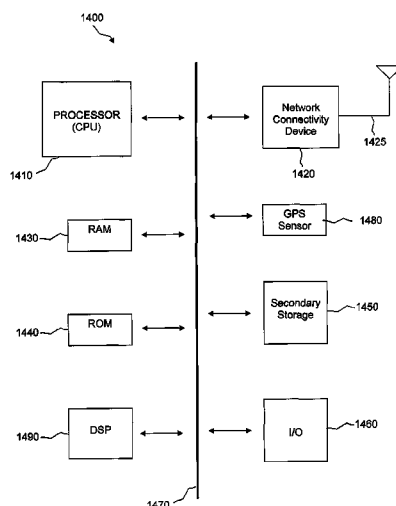 1400
PROCESSOR
(CPU)
1410
Network
Connectivity
Device
1420
1425
RAM
1430
GPS
Sensor
1480
ROM
1440
Secondary
Storage
1450
DSP
1490
I/O
1460
1470